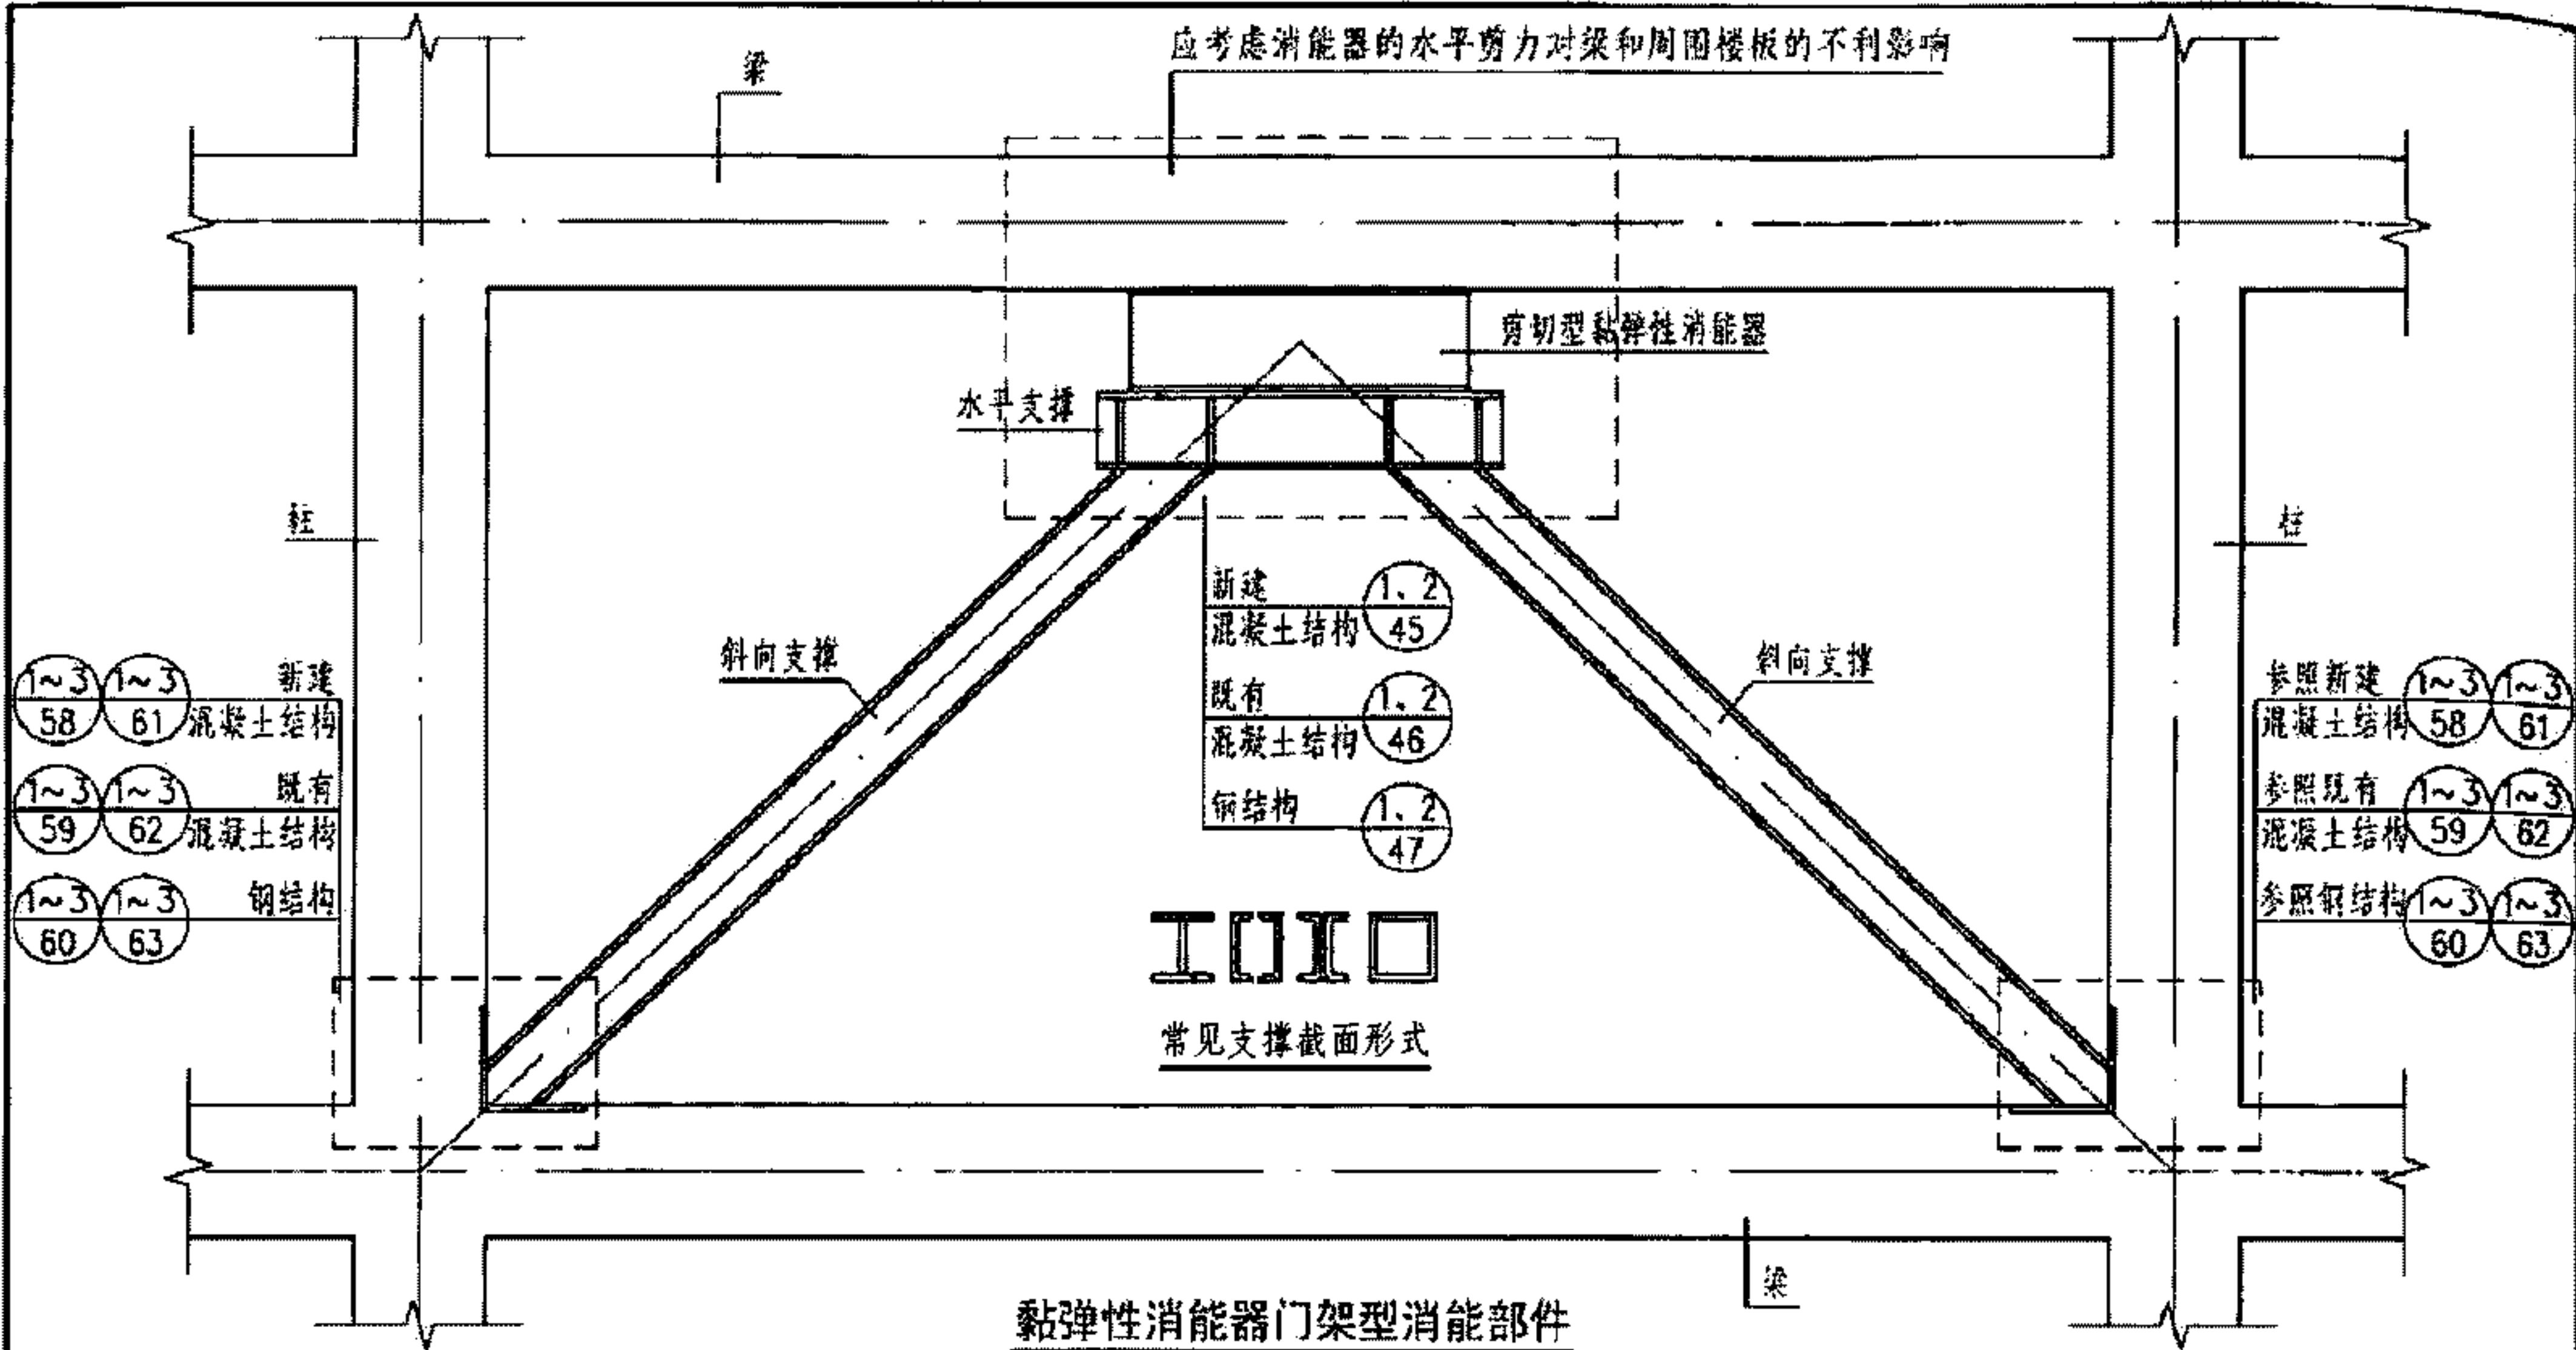 应考虑消能器的水平剪力对梁和周围楼板的不利影响
梁
剪切型黏弹性消能器
水平支撑
柱
柱
新建 1、2
混凝土结构 45
既有 1、2
混凝土结构 46
钢结构 1、2
47
斜向支撑
斜向支撑
1~3 1~3 新建
58 61 混凝土结构
1~3 1~3 既有
59 62 混凝土结构
1~3 1~3 钢结构
60 63
参照新建 1~3 1~3
混凝土结构 58 61
参照既有 1~3 1~3
混凝土结构 59 62
参照钢结构 1~3 1~3
60 63
常见支撑截面形式
梁
黏弹性消能器门架型消能部件